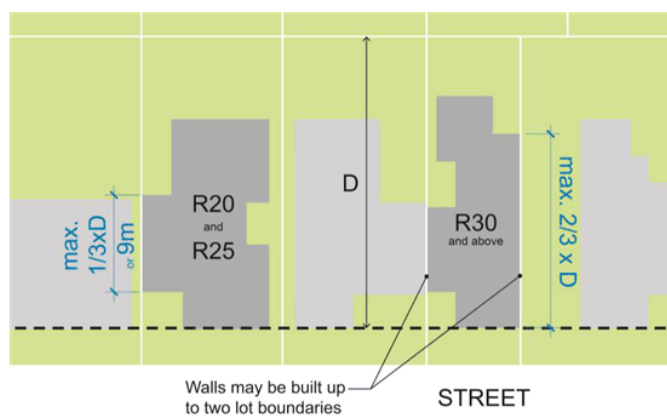 max.
1/3xD
or 9m
R20
and
R25
D
R30
and above
max. 2/3 x D
Walls may be built up
to two lot boundaries
STREET